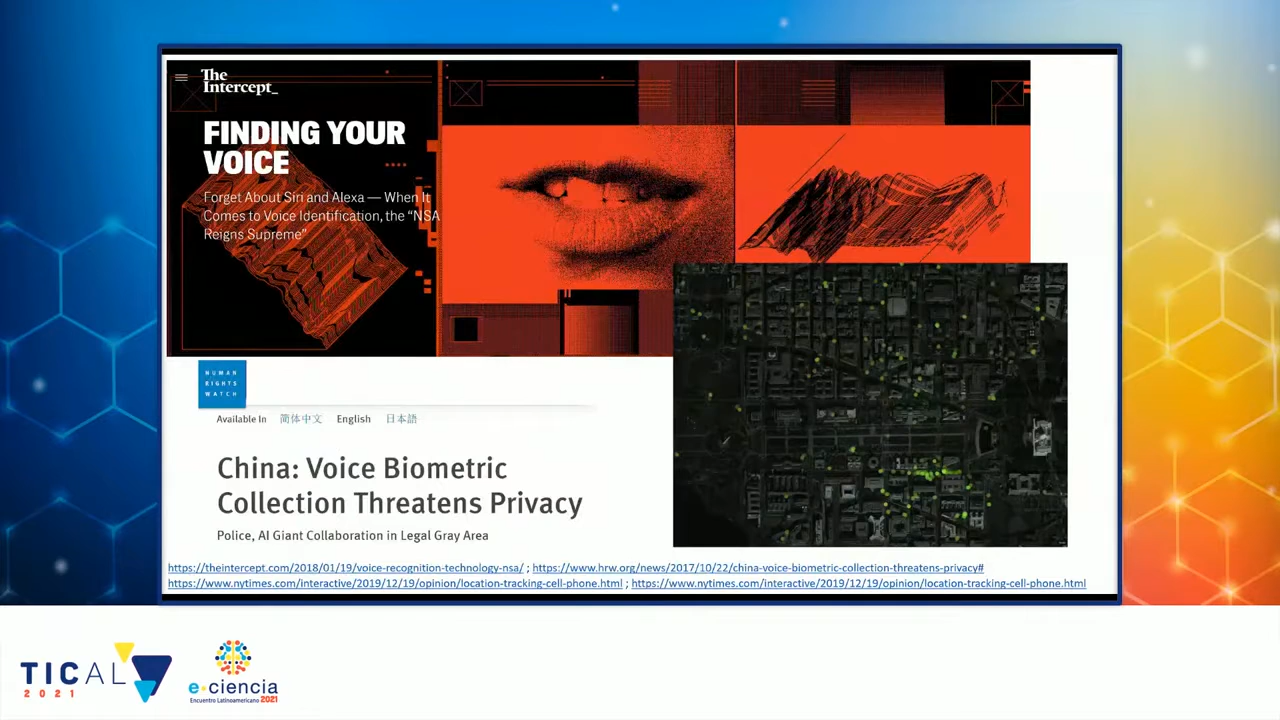 The
Intercept_
FINDING YOUR
VOICE
Forget About Siri and Alexa — When It
Comes to Voice Identification, the “NSA
Reigns Supreme”
HUMAN
RIGHTS
WATCH
Available In 简体中文 English 日本語
China: Voice Biometric
Collection Threatens Privacy
Police, AI Giant Collaboration in Legal Gray Area
https://theintercept.com/2018/01/19/voice-recognition-technology-nsa/ ; https://www.hrw.org/news/2017/10/22/china-voice-biometric-collection-threatens-privacy#
https://www.nytimes.com/interactive/2019/12/19/opinion/location-tracking-cell-phone.html ; https://www.nytimes.com/interactive/2019/12/19/opinion/location-tracking-cell-phone.html
TICAL
2021
e-ciencia
Encuentro Latinoamericano 2021